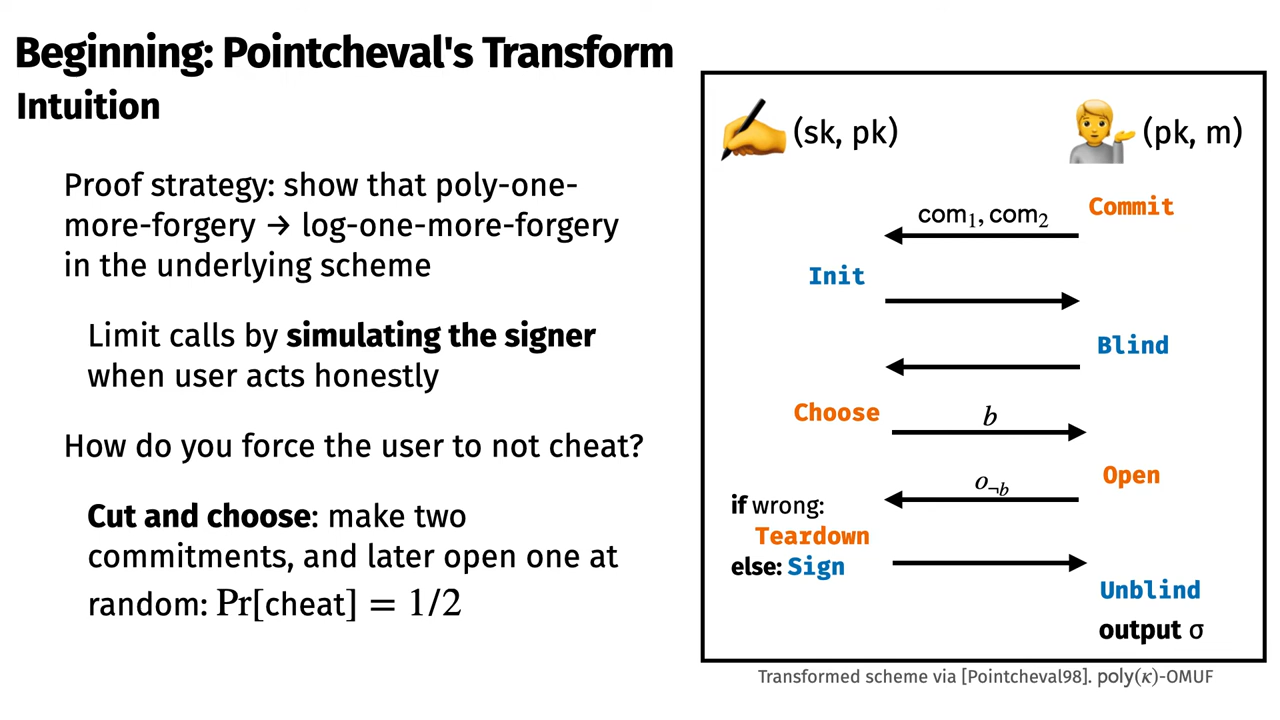 Beginning: Pointcheval's Transform
Intuition
Proof strategy: show that poly-one-
more-forgery → log-one-more-forgery
in the underlying scheme
Limit calls by simulating the signer
when user acts honestly
How do you force the user to not cheat?
Cut and choose: make two
commitments, and later open one at
random: Pr[cheat] = 1/2
(sk, pk)
(pk, m)
Commit
com₁, com₂
Init
Blind
Choose
b
Open
o¬b
if wrong:
Teardown
else: Sign
Unblind
output σ
Transformed scheme via [Pointcheval98]. poly(κ)-OMUF